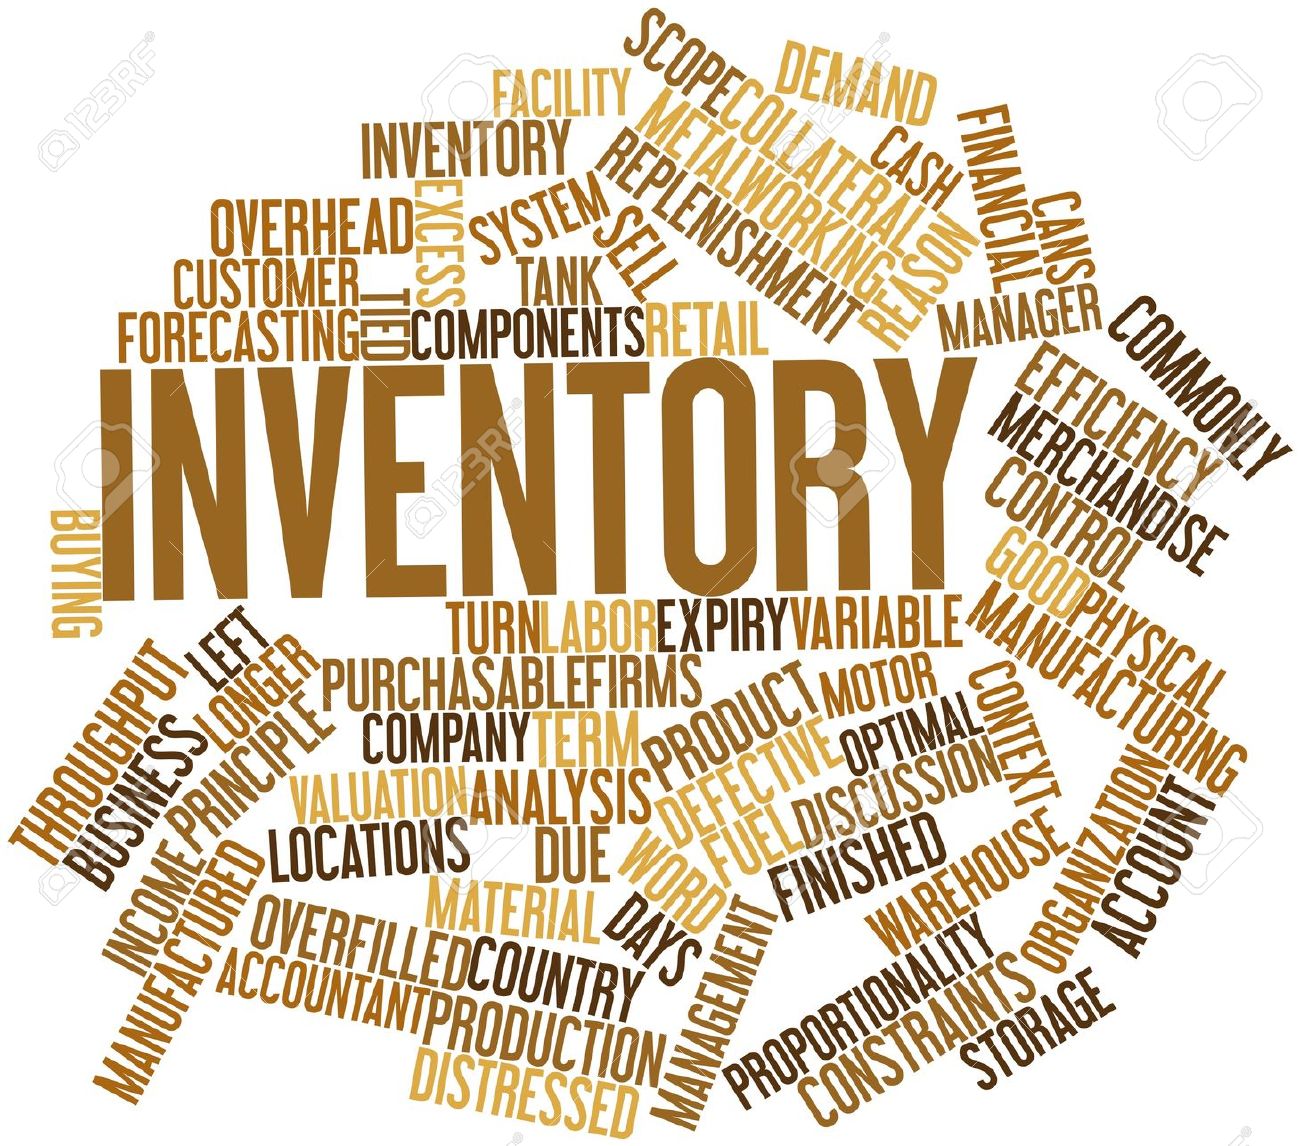 SCOPE
DEMAND
FACILITY
COLLATERAL
METALWORKING
CASH
FINANCIAL
INVENTORY
REPLENISHMENT
EXCESS
SYSTEM
SELL
CANS
OVERHEAD
REASON
CUSTOMER
TIED
TANK
MANAGER
COMMONLY
FORECASTING
COMPONENTS
RETAIL
EFFICIENCY
INVENTORY
MERCHANDISE
CONTROL
BUYING
GOOD
PHYSICAL
MANUFACTURING
TURN
LABOR
EXPIRY
VARIABLE
LEFT
THROUGHPUT
LONGER
PURCHASABLE
FIRMS
PRODUCT
MOTOR
CONTEXT
BUSINESS
PRINCIPLE
COMPANY
TERM
DEFECTIVE
OPTIMAL
VALUATION
ANALYSIS
FUEL
DISCUSSION
ORGANIZATION
ACCOUNT
LOCATIONS
DUE
WORD
FINISHED
WAREHOUSE
INCOME
MANUFACTURED
MATERIAL
DAYS
OVERFILLED
COUNTRY
MANAGEMENT
PROPORTIONALITY
CONSTRAINTS
STORAGE
ACCOUNTANT
PRODUCTION
DISTRESSED
123RF